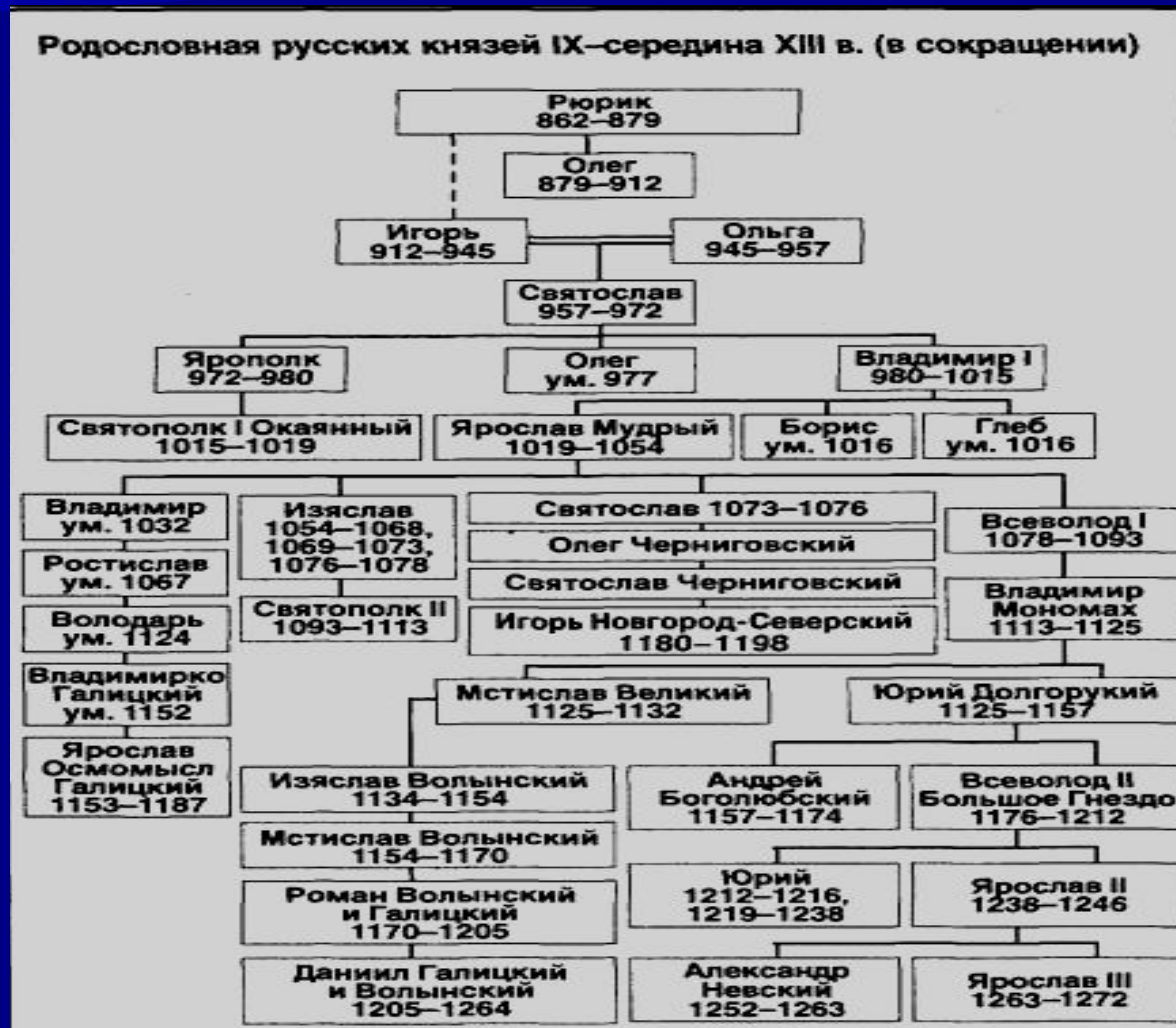 Родословная русских князей IX–середина XIII в. (в сокращении)
Рюрик
862–879
Олег
879–912
Игорь
912–945
Ольга
945–957
Святослав
957–972
Ярополк
972–980
Олег
ум. 977
Владимир I
980–1015
Святополк I Окаянный
1015–1019
Ярослав Мудрый
1019–1054
Борис
ум. 1016
Глеб
ум. 1016
Владимир
ум. 1032
Ростислав
ум. 1067
Володарь
ум. 1124
Владимирко
Галицкий
ум. 1152
Ярослав
Осмомысл
Галицкий
1153–1187
Изяслав
1054–1068,
1069–1073,
1076–1078
Святополк II
1093–1113
Святослав 1073–1076
Олег Черниговский
Святослав Черниговский
Игорь Новгород-Северский
1180–1198
Всеволод I
1078–1093
Владимир
Мономах
1113–1125
Мстислав Великий
1125–1132
Юрий Долгорукий
1125–1157
Изяслав Волынский
1134–1154
Мстислав Волынский
1154–1170
Роман Волынский
и Галицкий
1170–1205
Даниил Галицкий
и Волынский
1205–1264
Андрей
Боголюбский
1157–1174
Всеволод II
Большое Гнездо
1176–1212
Юрий
1212–1216,
1219–1238
Ярослав II
1238–1246
Александр
Невский
1252–1263
Ярослав III
1263–1272